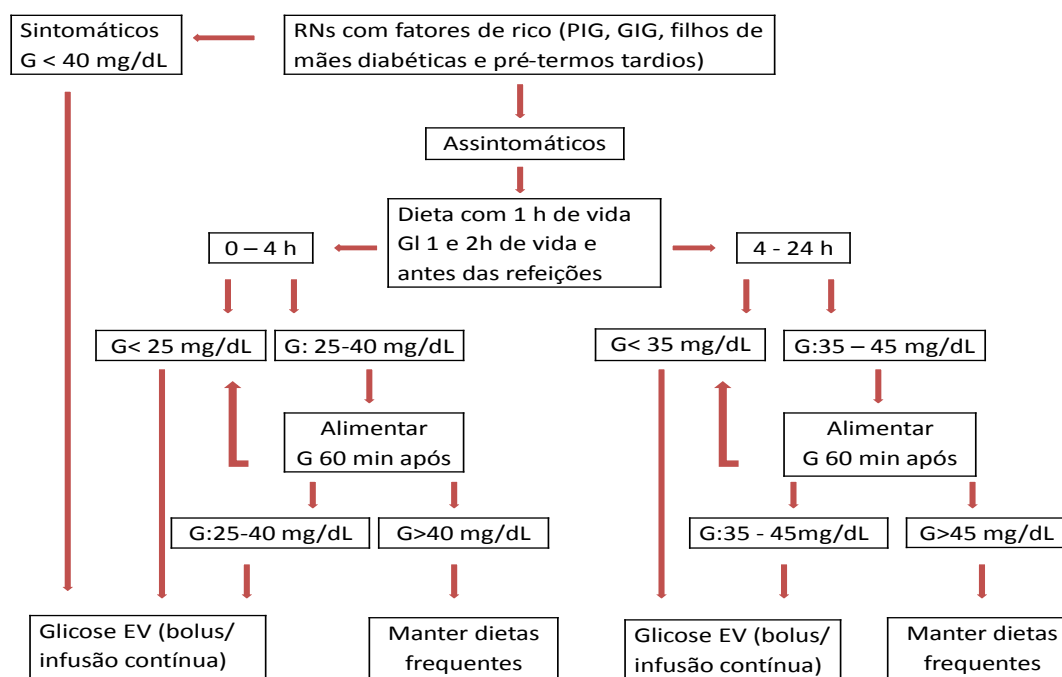 Sintomáticos
G < 40 mg/dL
RNs com fatores de rico (PIG, GIG, filhos de
mães diabéticas e pré-termos tardios)
Assintomáticos
Dieta com 1 h de vida
Gl 1 e 2h de vida e
antes das refeições
0 – 4 h
4 - 24 h
G< 25 mg/dL
G: 25-40 mg/dL
G< 35 mg/dL
G:35 – 45 mg/dL
Alimentar
G 60 min após
Alimentar
G 60 min após
G:25-40 mg/dL
G>40 mg/dL
G:35 - 45mg/dL
G>45 mg/dL
Glicose EV (bolus/
infusão contínua)
Manter dietas
frequentes
Glicose EV (bolus/
infusão contínua)
Manter dietas
frequentes